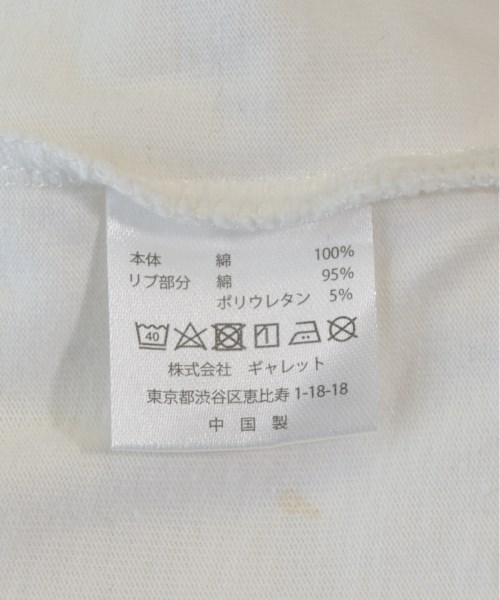 本体 綿 100%
リブ部分 綿 95%
ポリウレタン 5%
40
株式会社 ギャレット
東京都渋谷区恵比寿 1-18-18
中国製